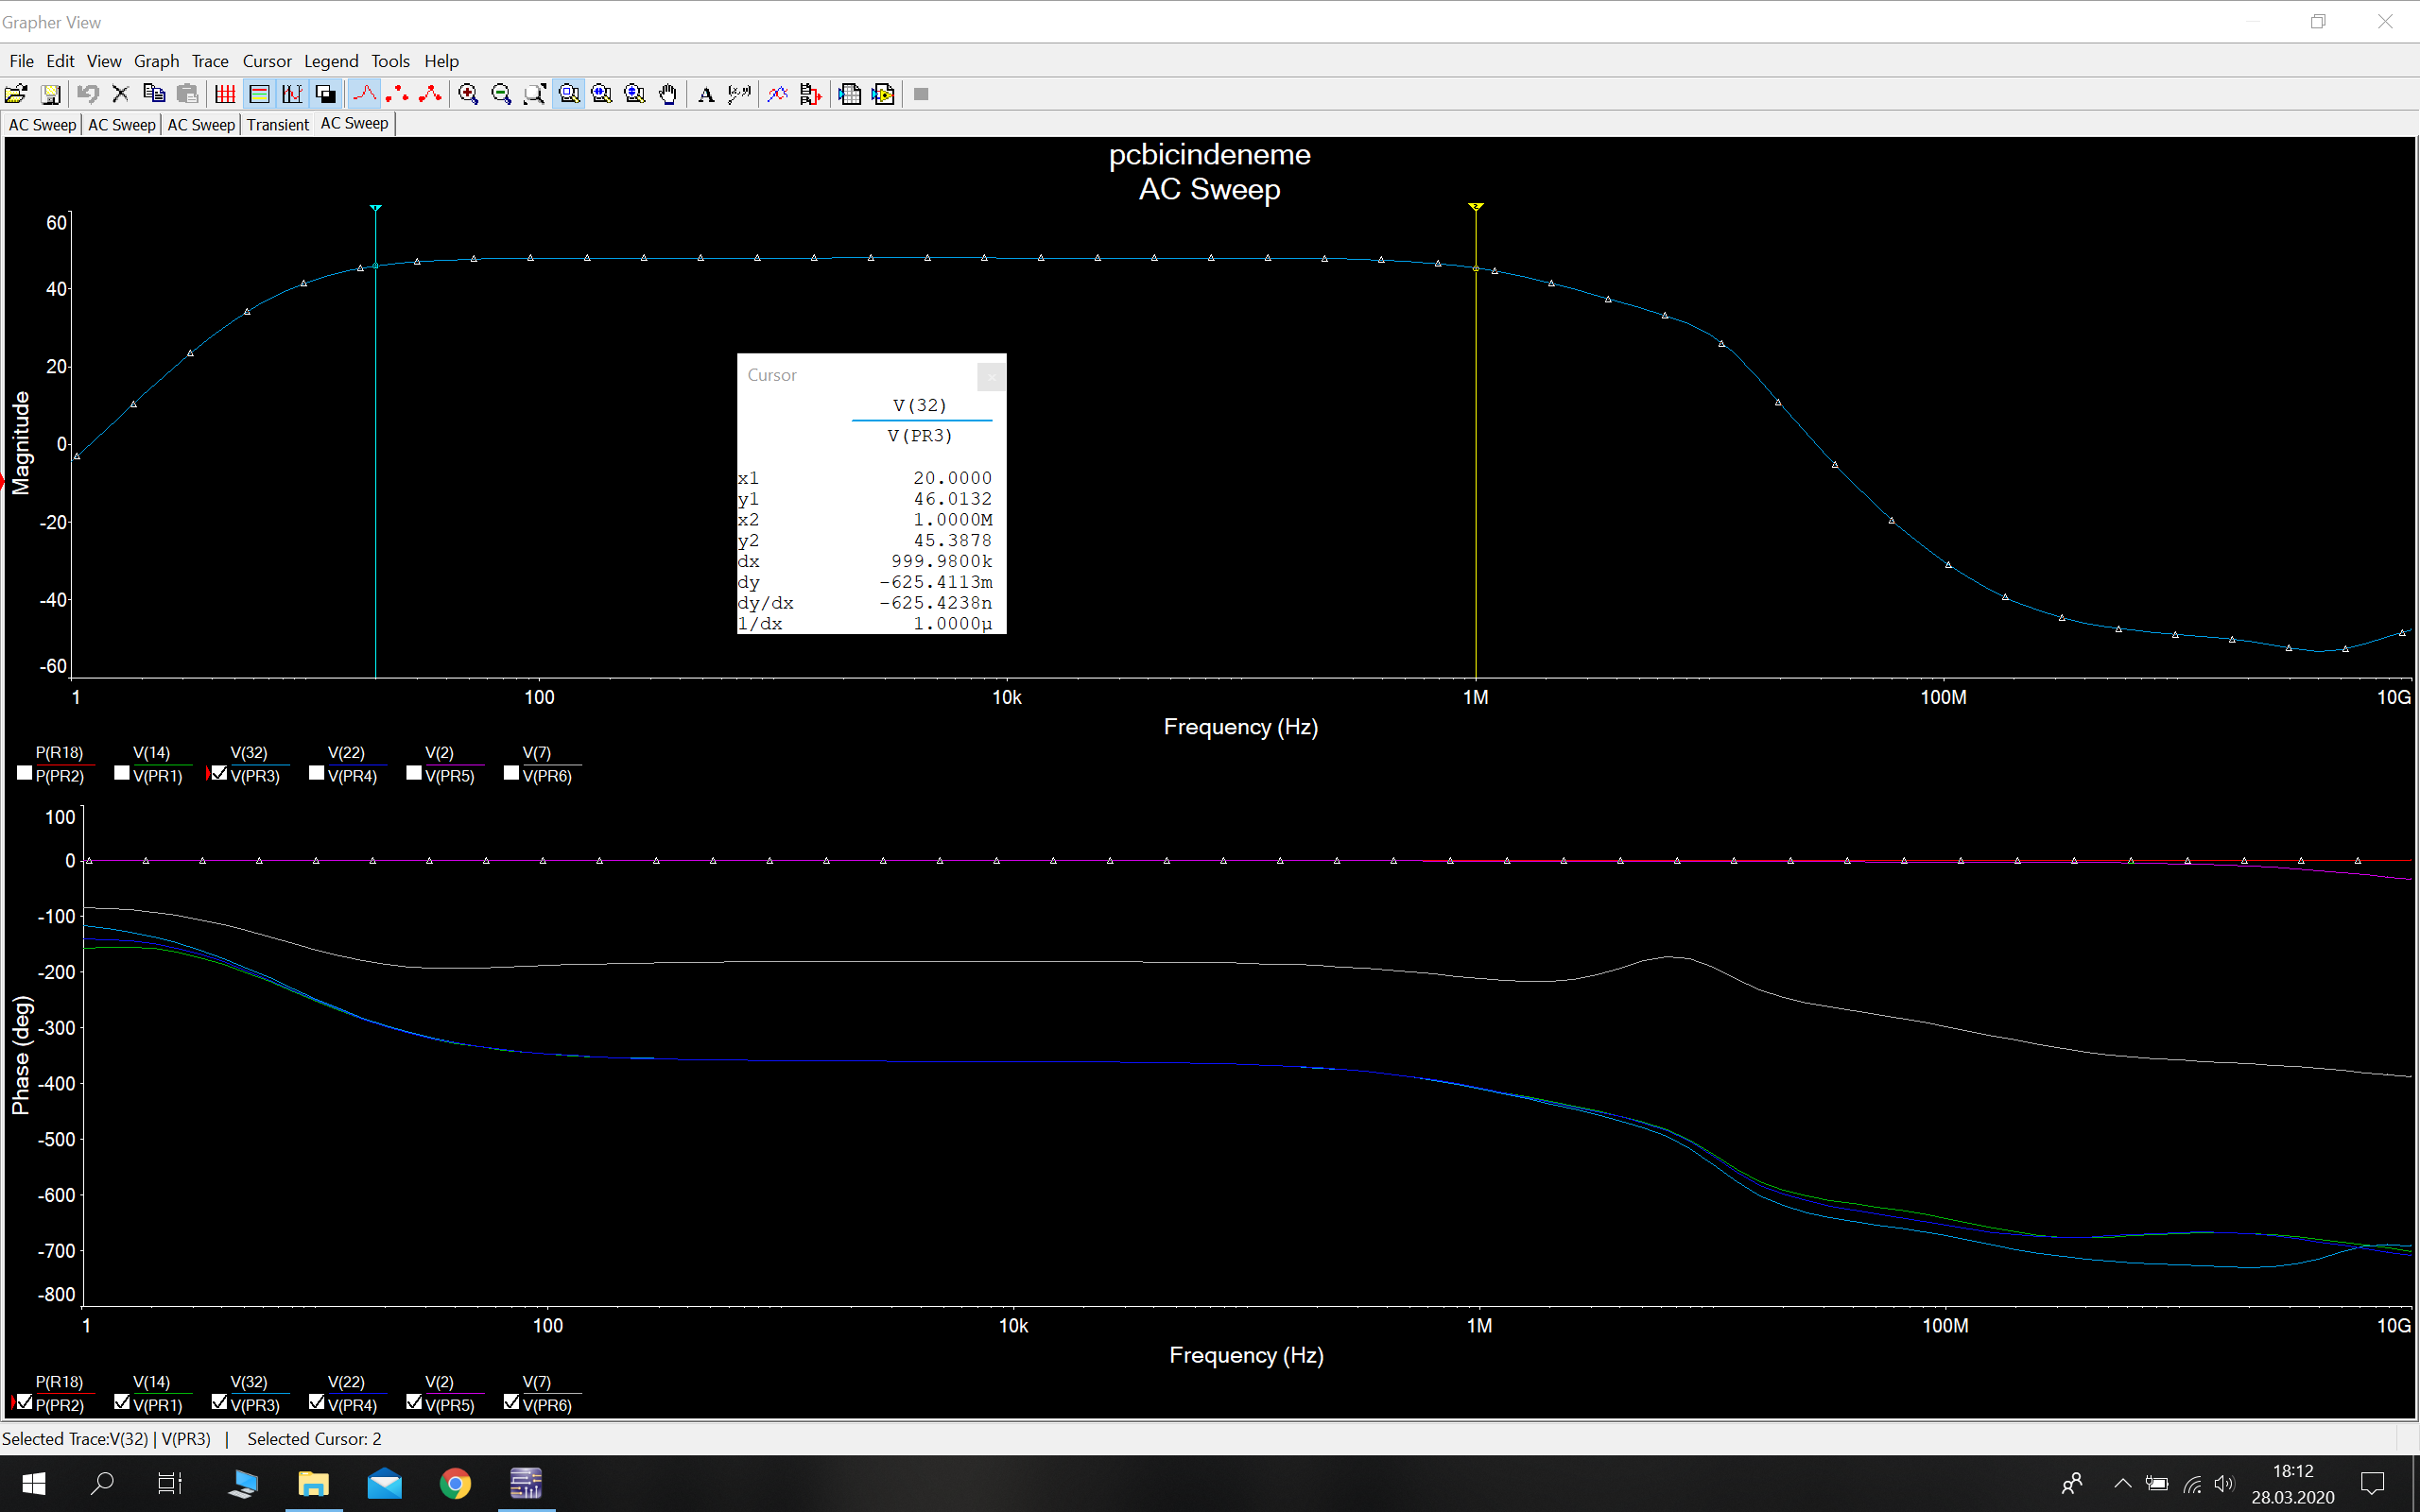 Grapher View
File Edit View Graph Trace Cursor Legend Tools Help
AC Sweep AC Sweep AC Sweep Transient AC Sweep
pcbicindeneme
AC Sweep
60
40
20
0
-20
-40
-60
Magnitude
1 100 10k 1M 100M 10G
Frequency (Hz)
Cursor
V(32)
V(PR3)
x1 20.0000
y1 46.0132
x2 1.0000M
y2 45.3878
dx 999.9800k
dy -625.4113m
dy/dx -625.4238n
1/dx 1.0000µ
P(R18) V(14) V(32) V(22) V(2) V(7)
P(PR2) V(PR1) V(PR3) V(PR4) V(PR5) V(PR6)
100
0
-100
-200
-300
-400
-500
-600
-700
-800
Phase (deg)
1 100 10k 1M 100M 10G
Frequency (Hz)
P(R18) V(14) V(32) V(22) V(2) V(7)
P(PR2) V(PR1) V(PR3) V(PR4) V(PR5) V(PR6)
Selected Trace:V(32) | V(PR3) | Selected Cursor: 2
18:12
28.03.2020